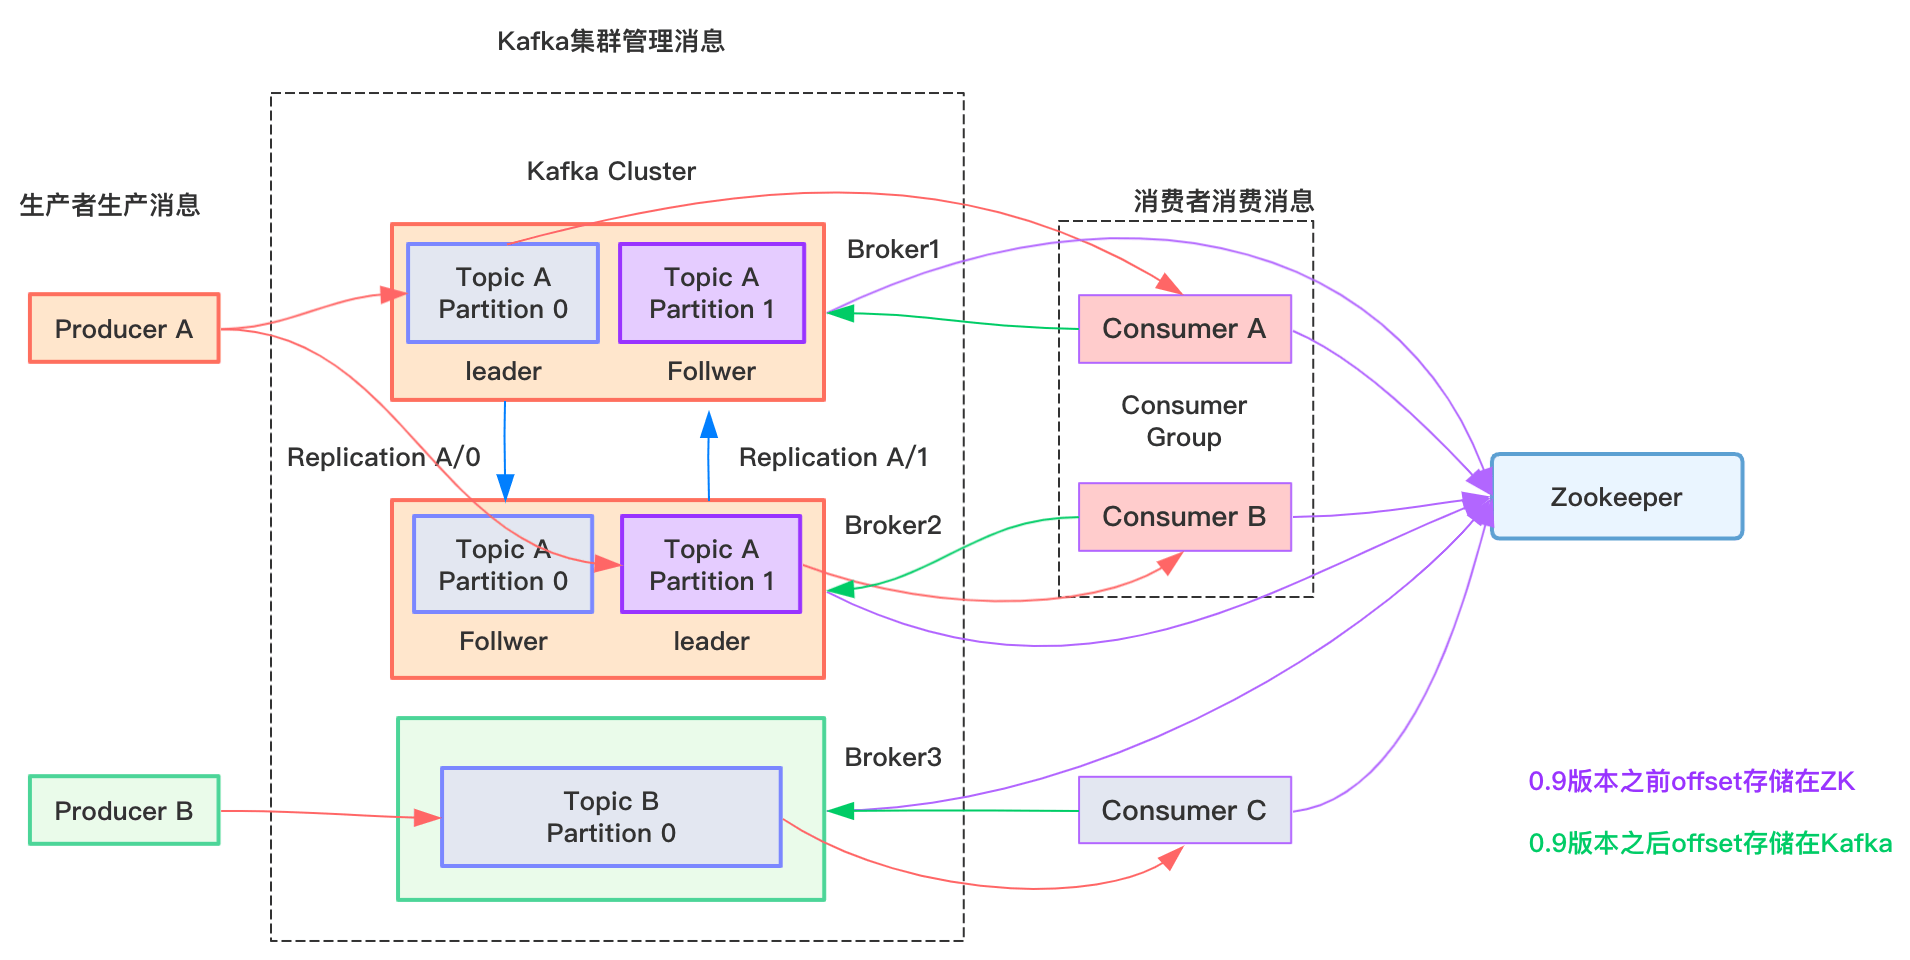 Kafka集群管理消息
Kafka Cluster
生产者生产消息
消费者消费消息
Broker1
Topic A
Partition 0
Topic A
Partition 1
Producer A
Consumer A
leader
Follwer
Consumer
Group
Replication A/0
Replication A/1
Zookeeper
Broker2
Consumer B
Topic A
Partition 0
Topic A
Partition 1
Follwer
leader
Broker3
Producer B
Topic B
Partition 0
Consumer C
0.9版本之前offset存储在ZK
0.9版本之后offset存储在Kafka